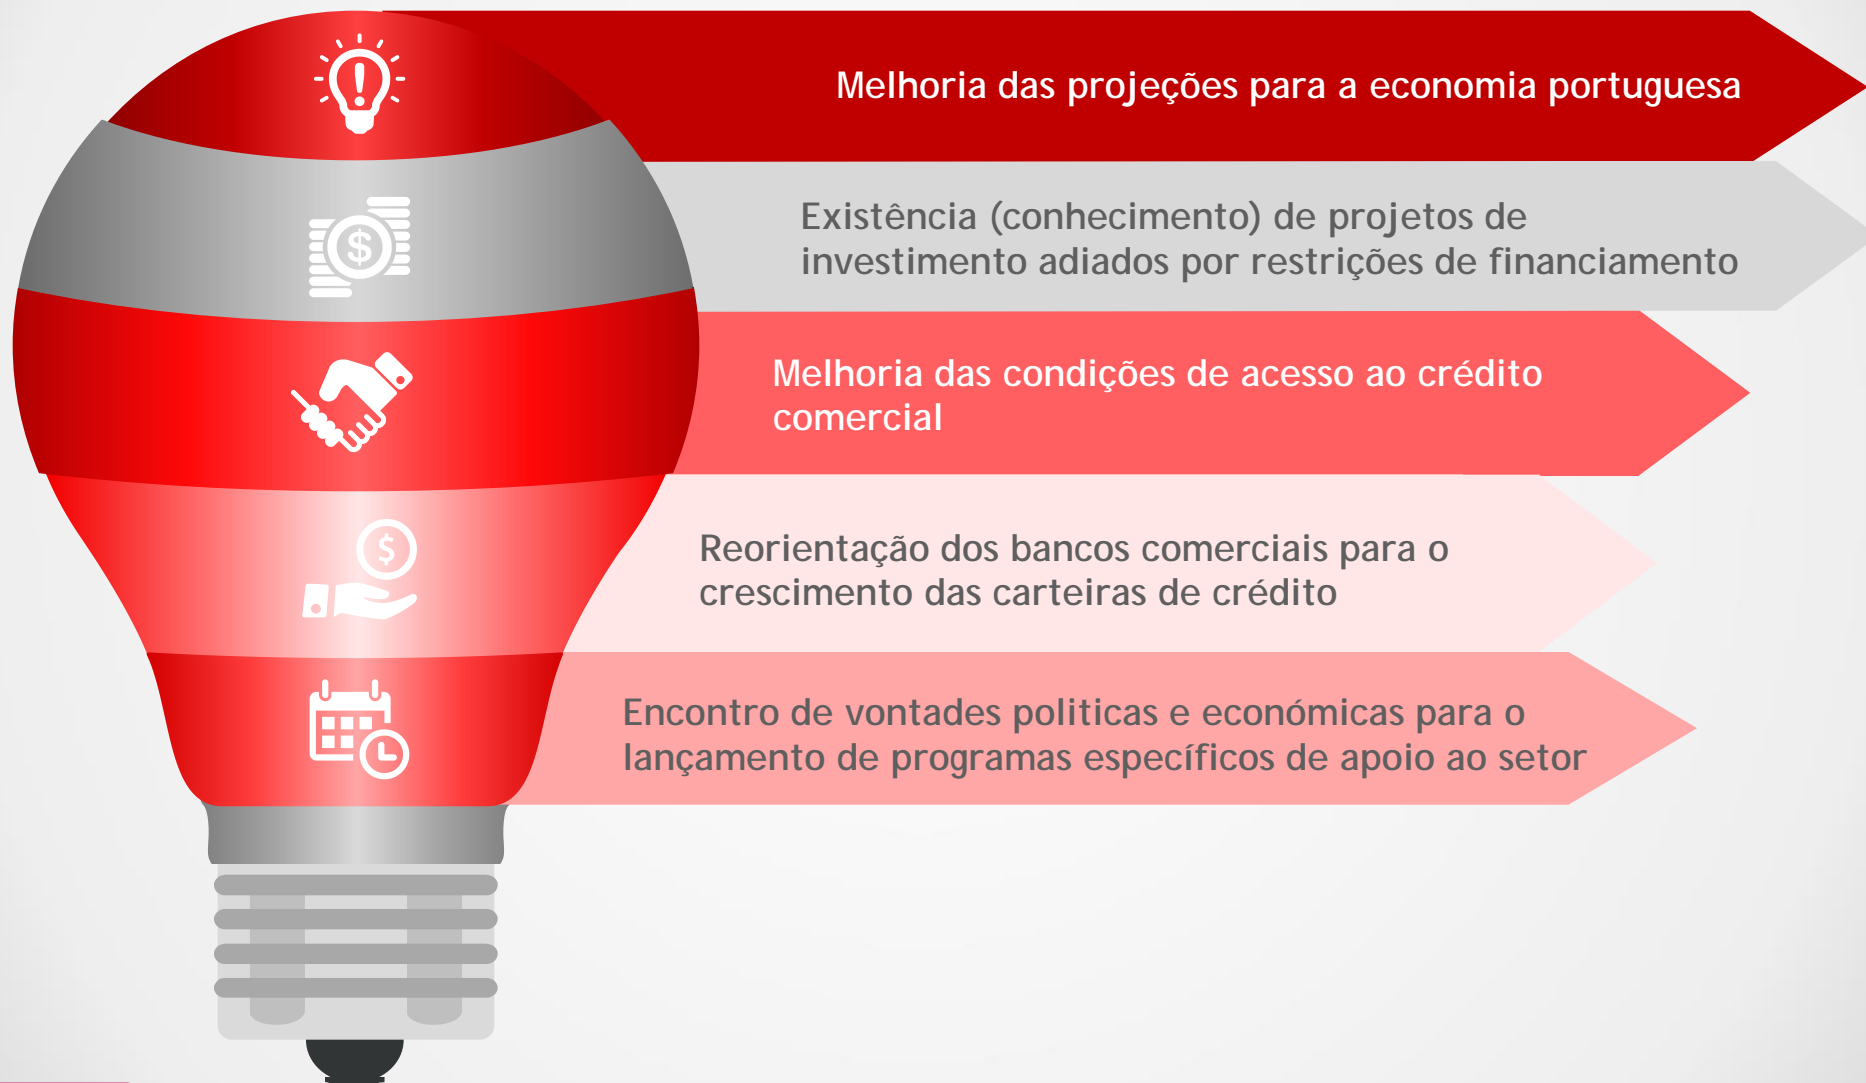 Melhoria das projeções para a economia portuguesa
Existência (conhecimento) de projetos de
investimento adiados por restrições de financiamento
Melhoria das condições de acesso ao crédito
comercial
Reorientação dos bancos comerciais para o
crescimento das carteiras de crédito
Encontro de vontades politicas e económicas para o
lançamento de programas específicos de apoio ao setor